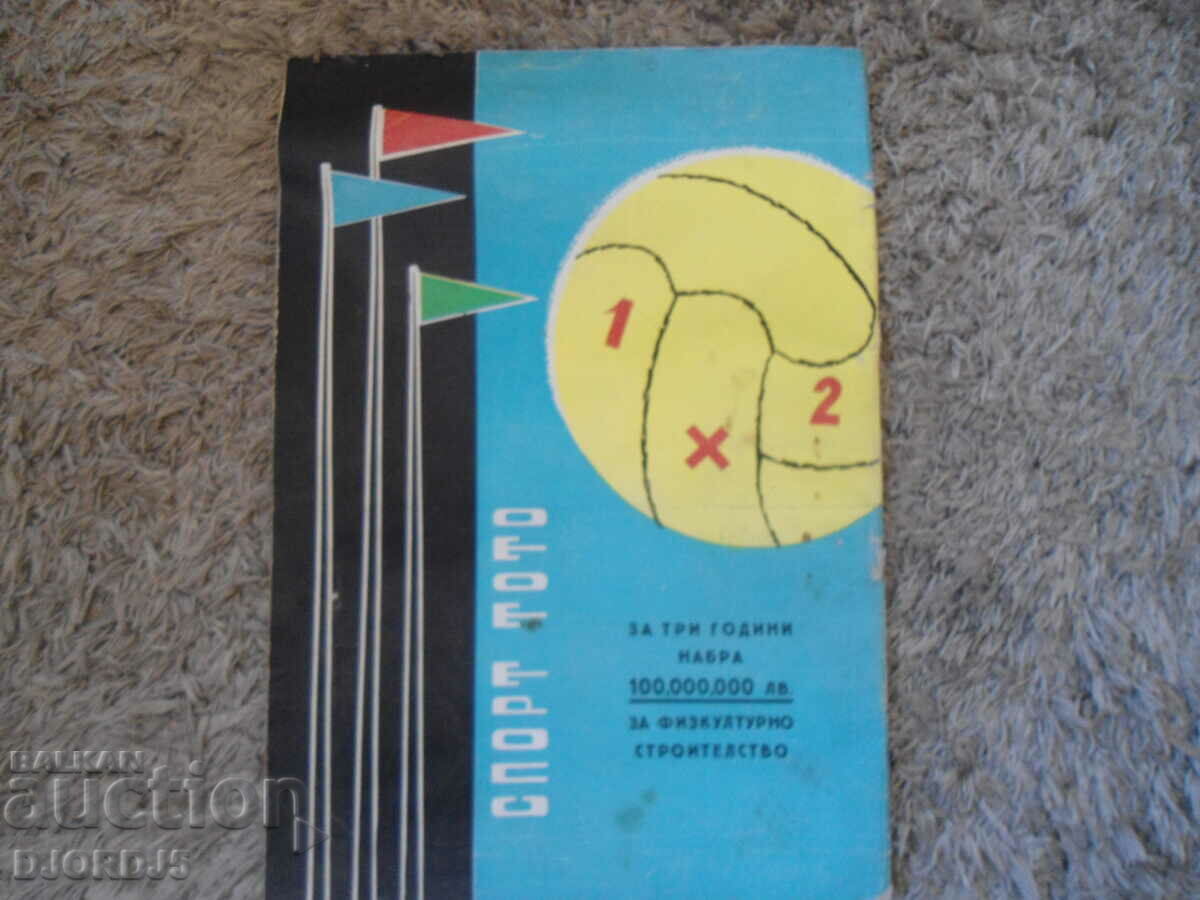 1
2
X
СПОРТ ТОТО
ЗА ТРИ ГОДИНИ
НАБРА
100,000,000 ЛВ.
ЗА ФИЗКУЛТУРНО
СТРОИТЕЛСТВО
BALKAN
auction
DJORDJ5